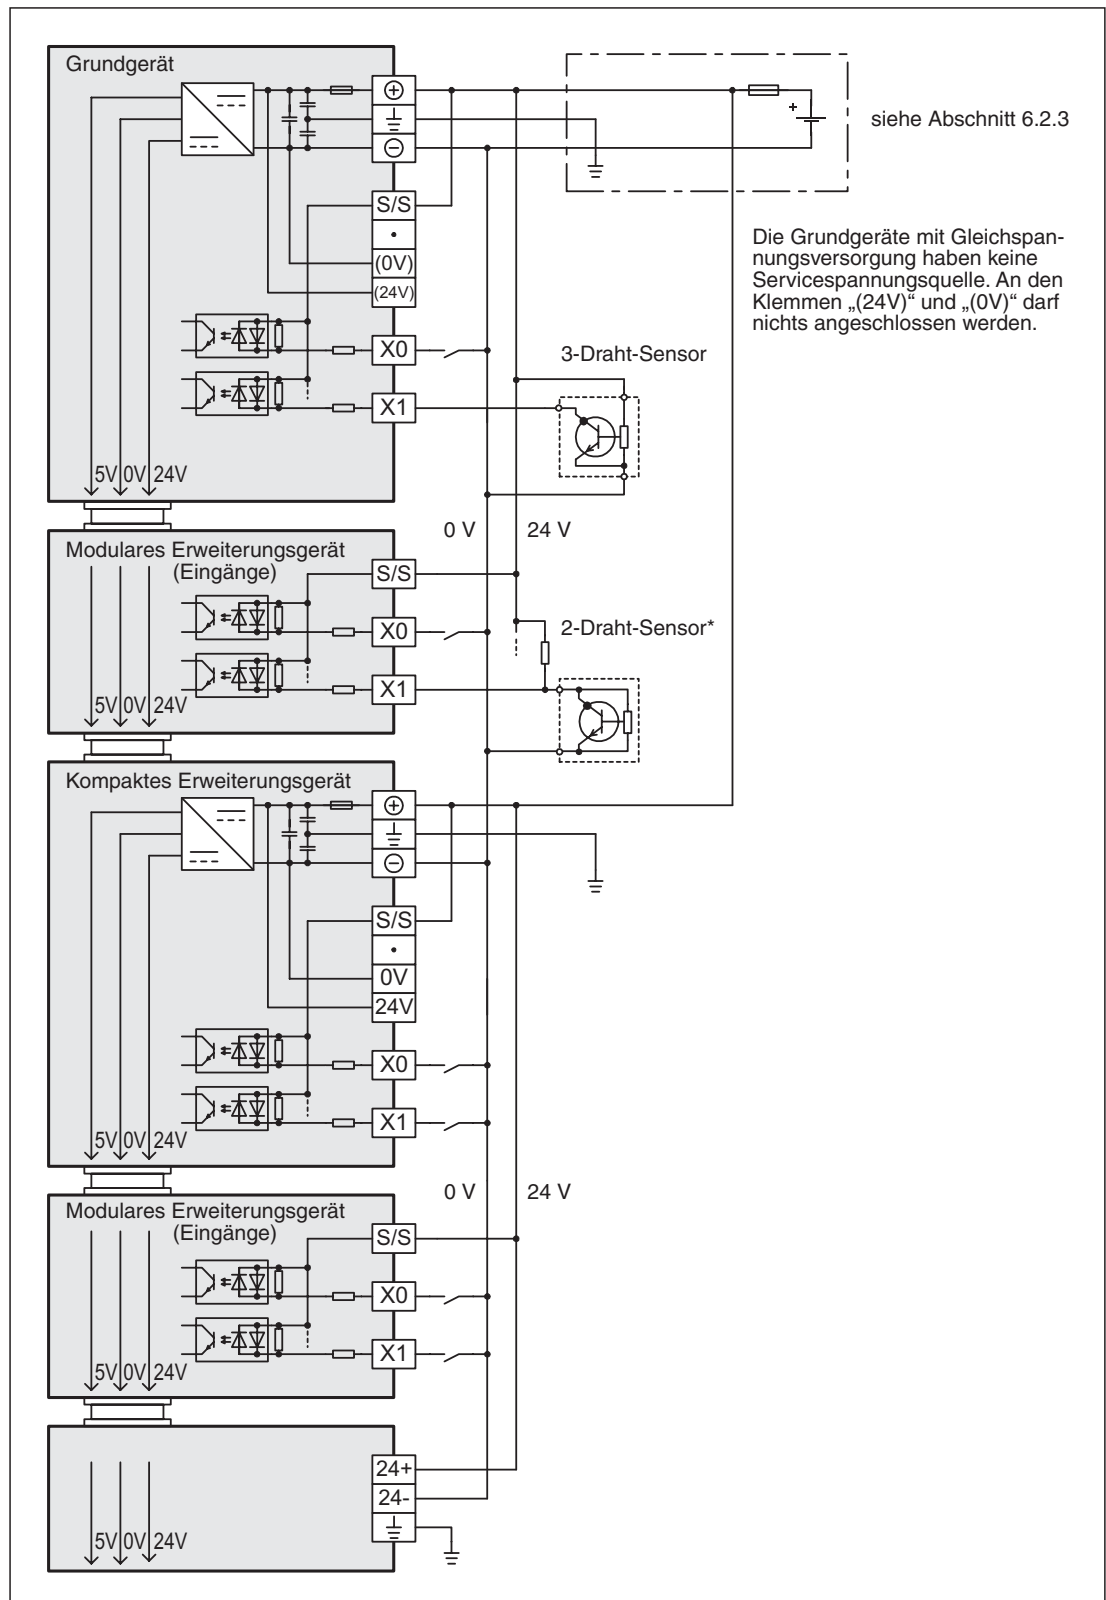 Grundgerät
+
siehe Abschnitt 6.2.3
S/S
(0V)
(24V)
Die Grundgeräte mit Gleichspan-
nungsversorgung haben keine
Servicespannungsquelle. An den
Klemmen „(24V)“ und „(0V)“ darf
nichts angeschlossen werden.
X0
3-Draht-Sensor
X1
5V 0V 24V
0 V 24 V
Modulares Erweiterungsgerät
(Eingänge)
S/S
X0
2-Draht-Sensor*
X1
5V 0V 24V
Kompaktes Erweiterungsgerät
S/S
0V
24V
X0
X1
5V 0V 24V
0 V 24 V
Modulares Erweiterungsgerät
(Eingänge)
S/S
X0
X1
5V 0V 24V
24+
24-
5V 0V 24V